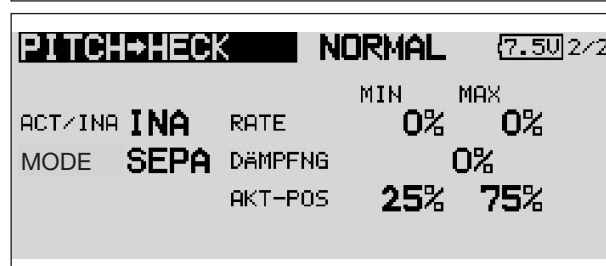 PITCH➔HECK NORMAL 7.5V 2/2
MIN MAX
ACT/INA INA RATE 0% 0%
MODE SEPA DÄMPFNG 0%
AKT-POS 25% 75%